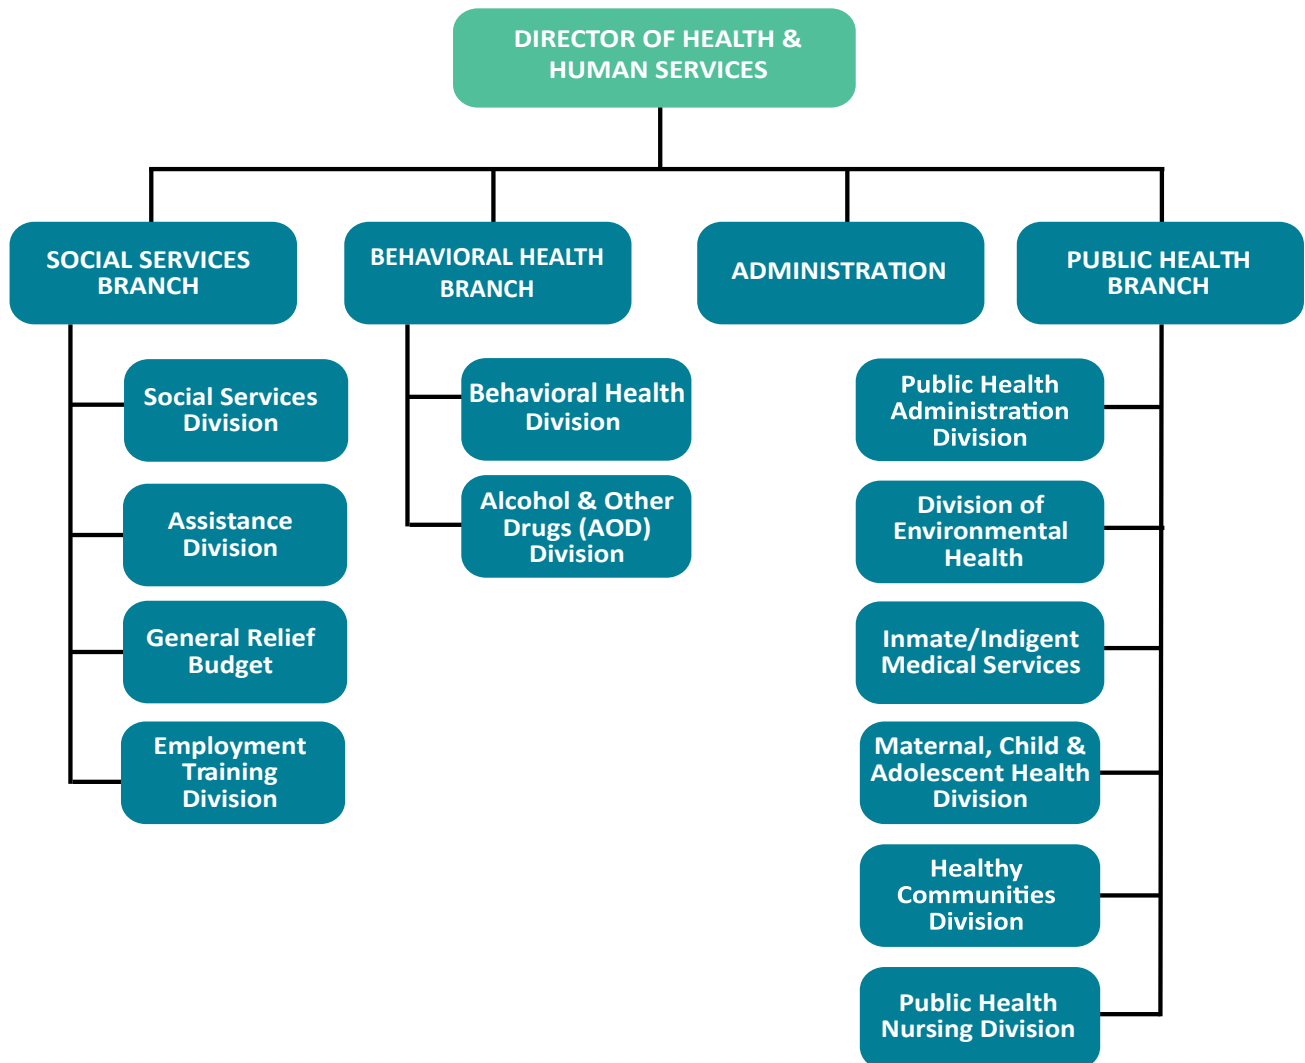 DIRECTOR OF HEALTH &
HUMAN SERVICES
SOCIAL SERVICES
BRANCH
BEHAVIORAL HEALTH
BRANCH
ADMINISTRATION
PUBLIC HEALTH
BRANCH
Social Services
Division
Assistance
Division
General Relief
Budget
Employment
Training
Division
Behavioral Health
Division
Alcohol & Other
Drugs (AOD)
Division
Public Health
Administration
Division
Division of
Environmental
Health
Inmate/Indigent
Medical Services
Maternal, Child &
Adolescent Health
Division
Healthy
Communities
Division
Public Health
Nursing Division